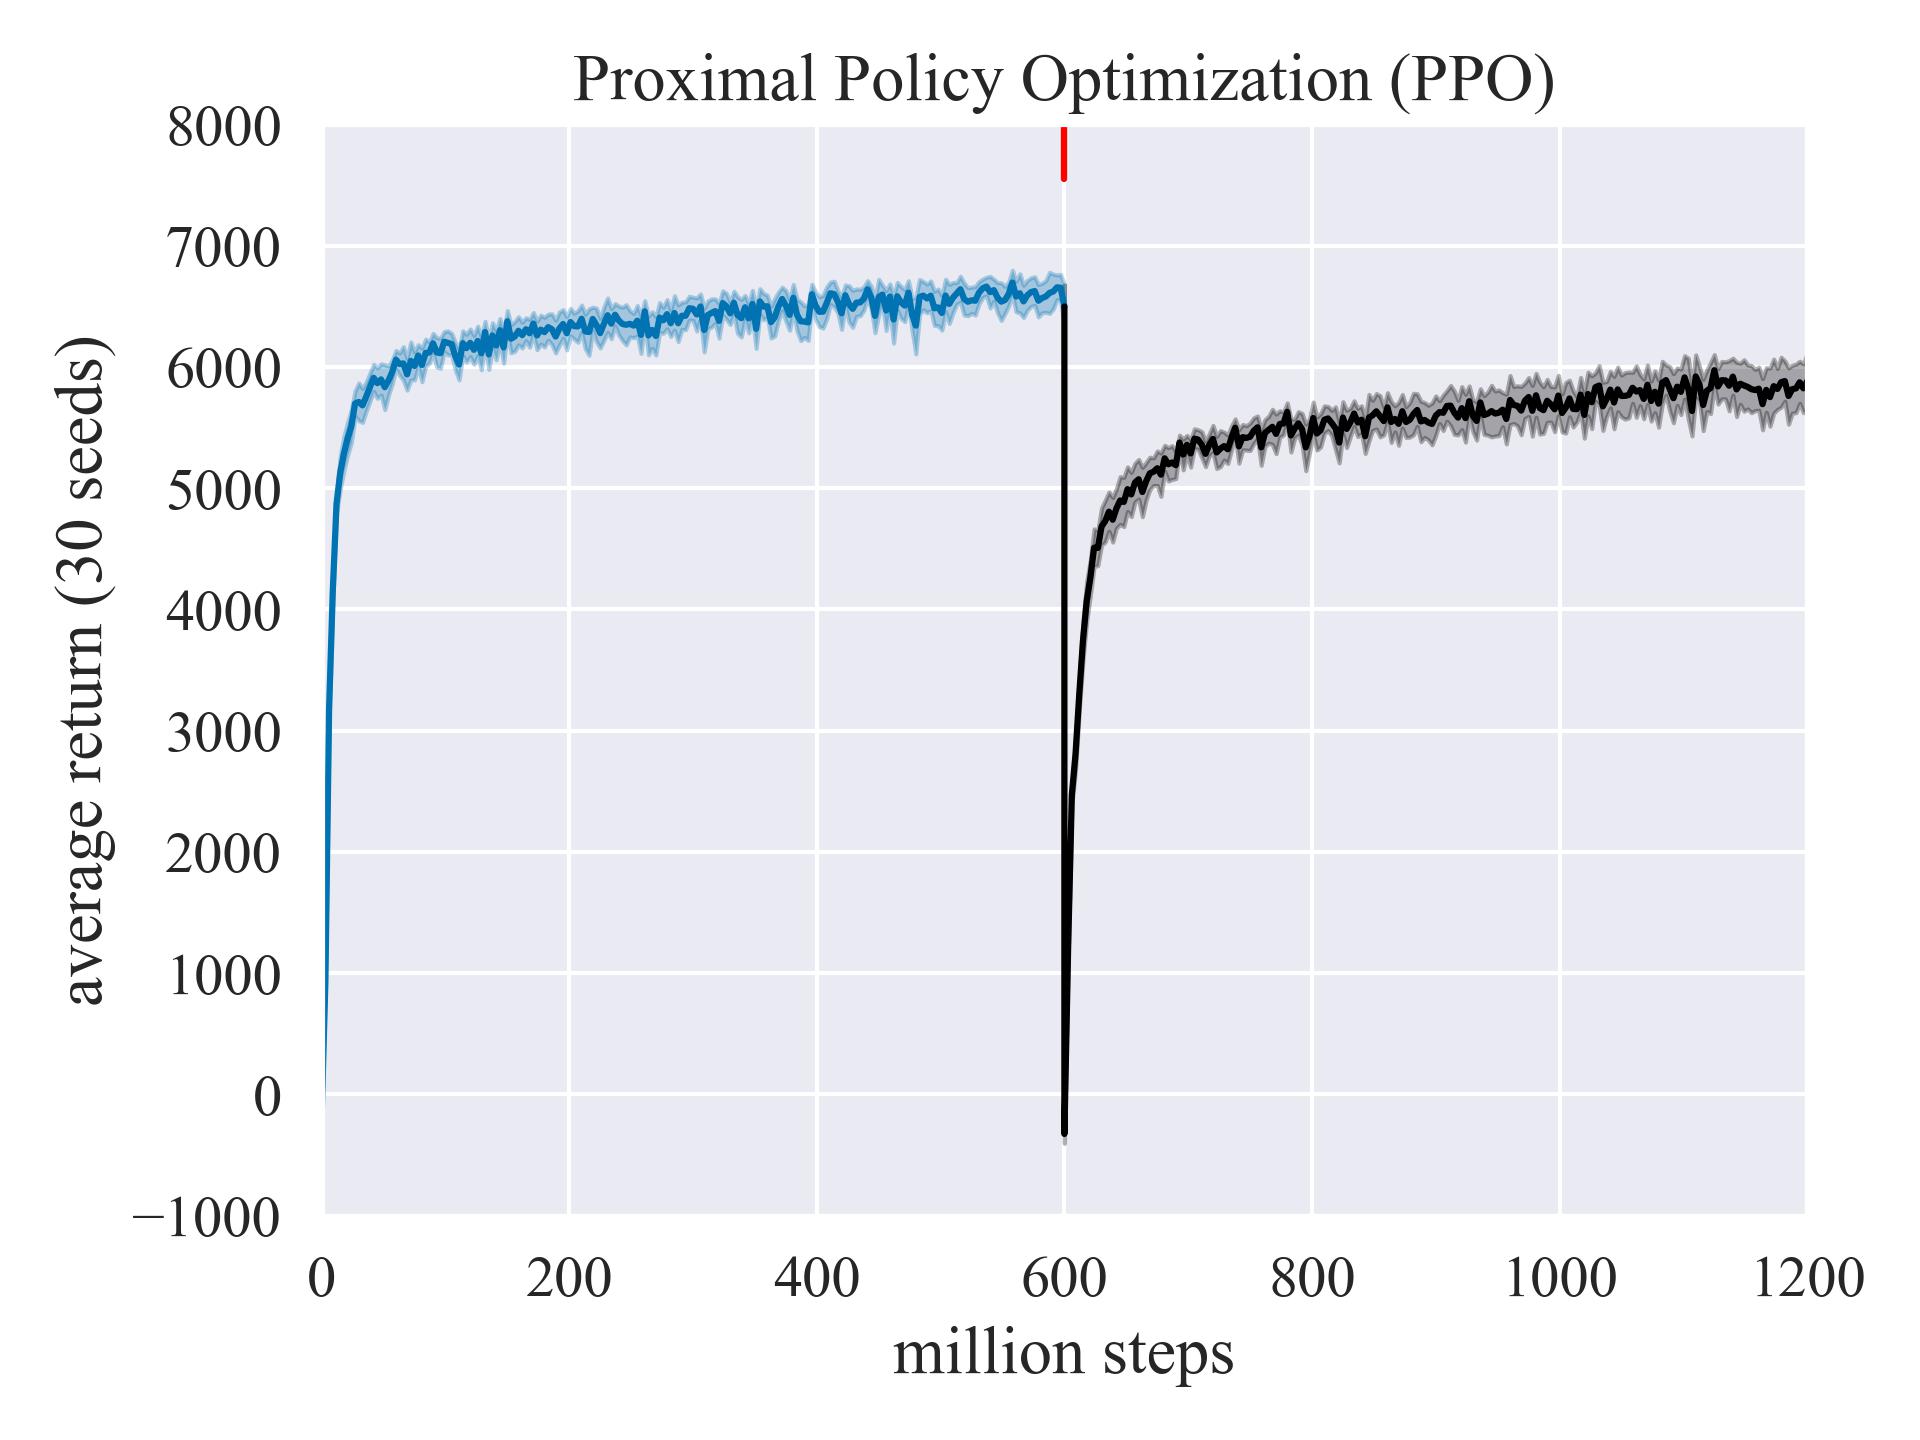 Proximal Policy Optimization (PPO)
8000
7000
6000
5000
4000
3000
2000
1000
0
−1000
average return (30 seeds)
0 200 400 600 800 1000 1200
million steps